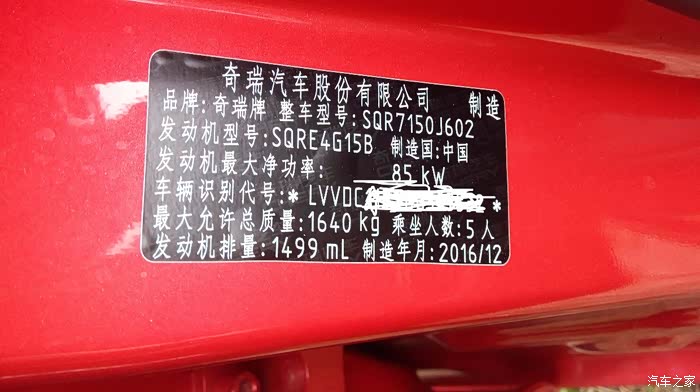 奇瑞汽车股份有限公司 制造
品牌:奇瑞牌 整车型号:SQR7150J602
发动机型号:SQRE4G15B 制造国:中国
发动机最大净功率: 85 kW
车辆识别代号:* LVVDC *
最大允许总质量:1640 kg 乘坐人数:5 人
发动机排量:1499 mL 制造年月:2016/12
汽车之家